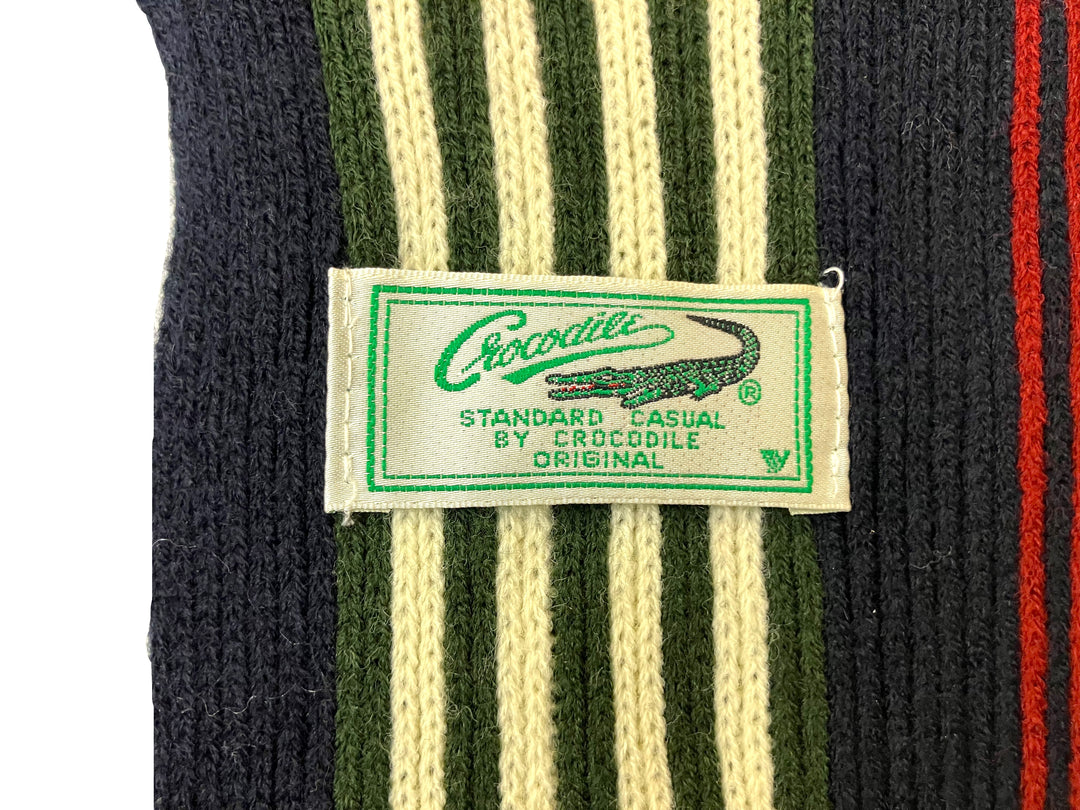 Crocodile
®
STANDARD CASUAL
BY CROCODILE
ORIGINAL